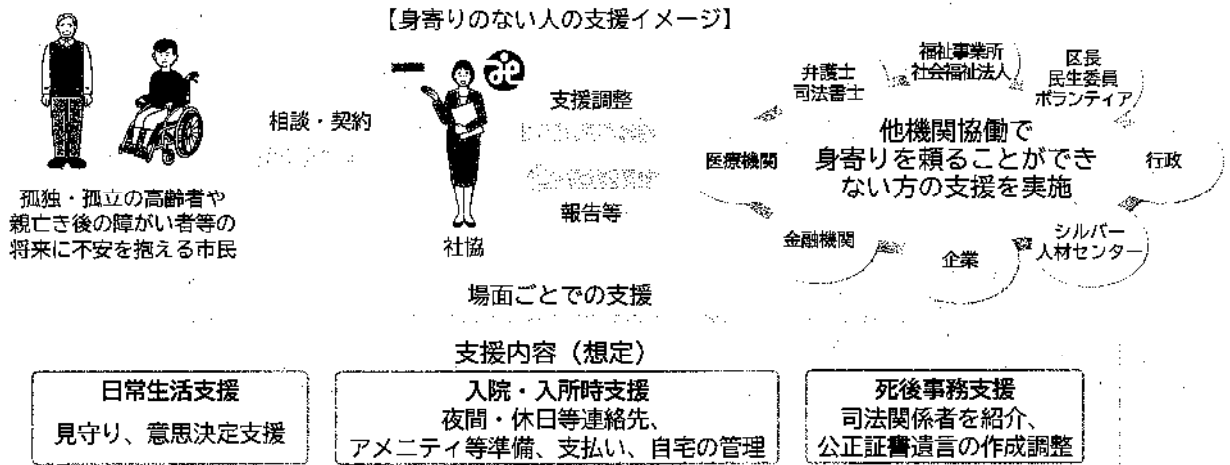 【身寄りのない人の支援イメージ】
孤独・孤立の高齢者や
親亡き後の障がい者等の
将来に不安を抱える市民
相談・契約
社協
支援調整
報告等
弁護士
司法書士
福祉事業所
社会福祉法人
区長
民生委員
ボランティア
医療機関
他機関協働で
身寄りを頼ることができ
ない方の支援を実施
行政
金融機関
企業
シルバー
人材センター
場面ごとでの支援
支援内容（想定）
日常生活支援
見守り、意思決定支援
入院・入所時支援
夜間・休日等連絡先、
アメニティ等準備、支払い、自宅の管理
死後事務支援
司法関係者を紹介、
公正証書遺言の作成調整